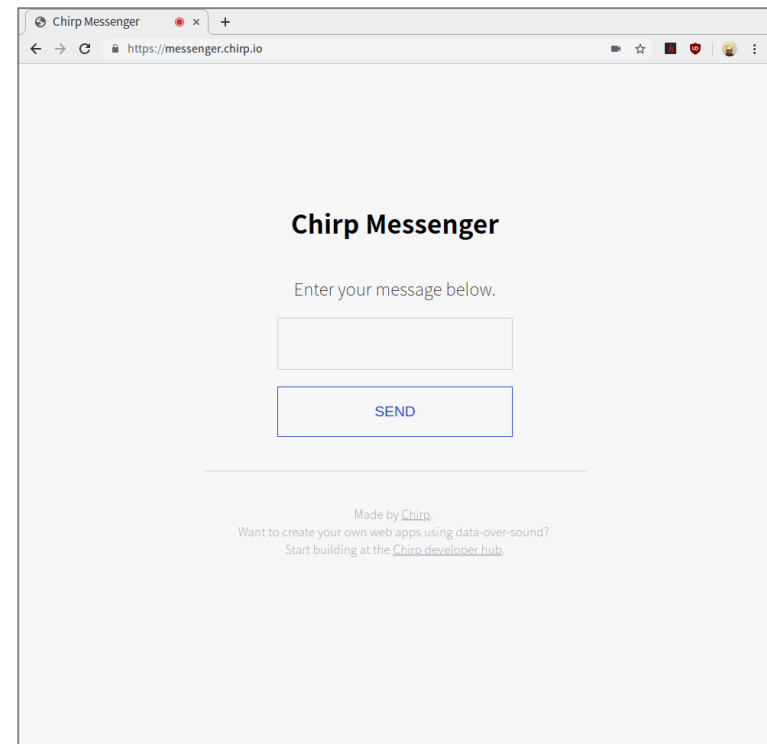 Chirp Messenger
https://messenger.chirp.io
Chirp Messenger
Enter your message below.
SEND
Made by Chirp.
Want to create your own web apps using data-over-sound?
Start building at the Chirp developer hub.